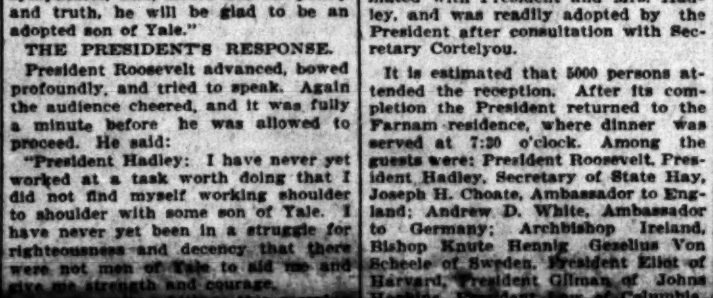 and truth, he will be glad to be an
adopted son of Yale."
THE PRESIDENT'S RESPONSE.
President Roosevelt advanced, bowed
profoundly, and tried to speak. Again
the audience cheered, and it was fully
a minute before he was allowed to
proceed. He said:
"President Hadley: I have never yet
worked at a task worth doing that I
did not find myself working shoulder
to shoulder with some son of Yale. I
have never yet been in a struggle for
righteousness and decency that there
were not men of Yale to aid me and
give me strength and courage.
ley, and was readily adopted by the
President after consultation with Sec-
retary Cortelyou.
It is estimated that 5000 persons at-
tended the reception. After its com-
pletion the President returned to the
Farnam residence, where dinner was
served at 7:30 o'clock. Among the
guests were: President Roosevelt, Pres-
ident Hadley, Secretary of State Hay,
Joseph H. Choate, Ambassador to Eng-
land; Andrew D. White, Ambassador
to Germany; Archbishop Ireland,
Bishop Knute Hennig Gezelius Von
Scheele of Sweden, President Eliot of
Harvard, President Gilman of Johns